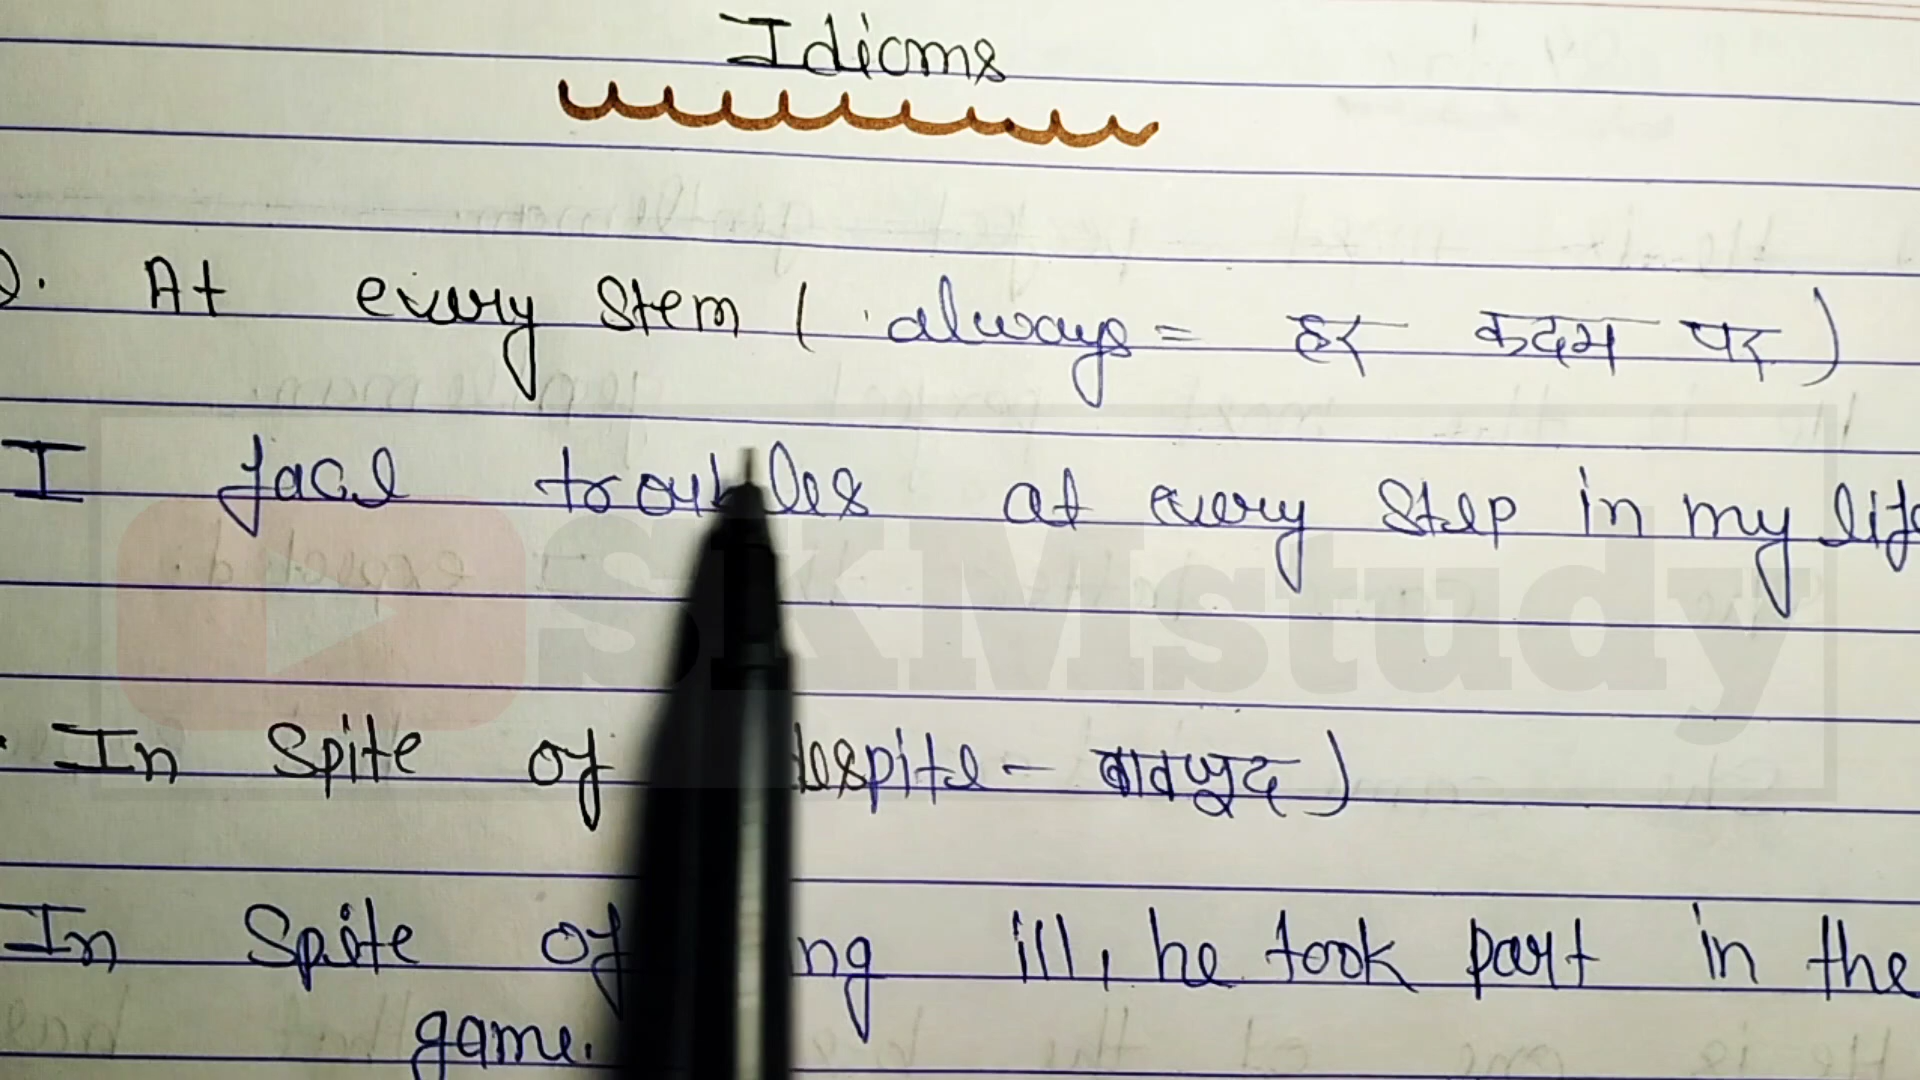 Idioms
. At every Stem ( always = हर कदम पर )
I face troubles at every Step in my life
SKMstudy
. In Spite of despite - बावजूद )
In Spite of ng ill, he took part in the
game.